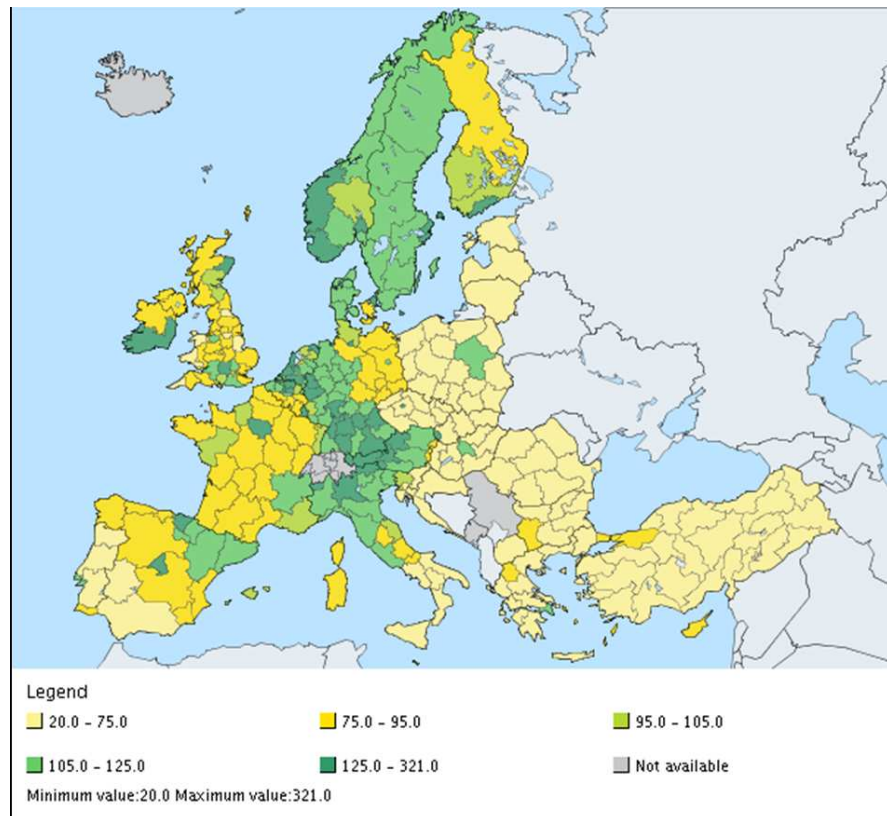 Legend
20.0 – 75.0 75.0 – 95.0 95.0 – 105.0
105.0 – 125.0 125.0 – 321.0 Not available
Minimum value:20.0 Maximum value:321.0